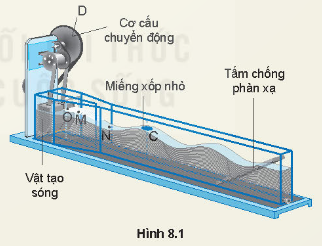 D
Cơ cấu
chuyển động
Miếng xốp nhỏ
Tấm chống
phản xạ
O
M
N
C
Vật tạo
sóng
Hình 8.1